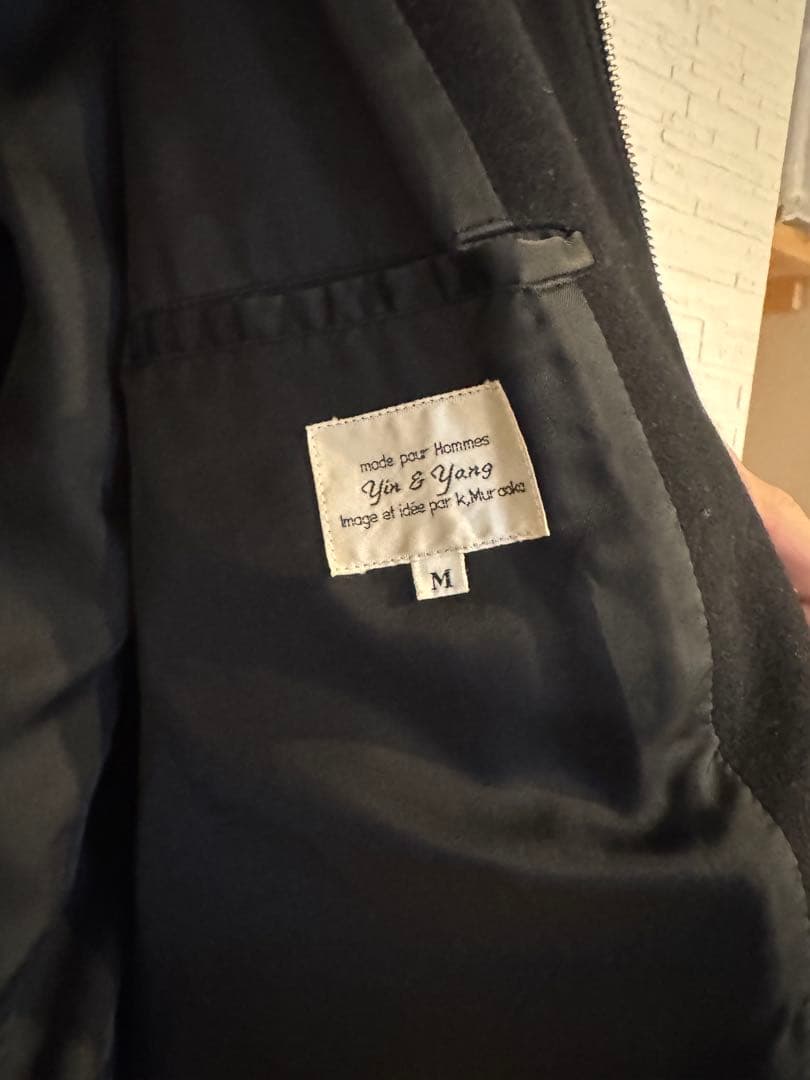 mode pour Hommes
Yin & Yang
Image et idée par K,Muraoka
M